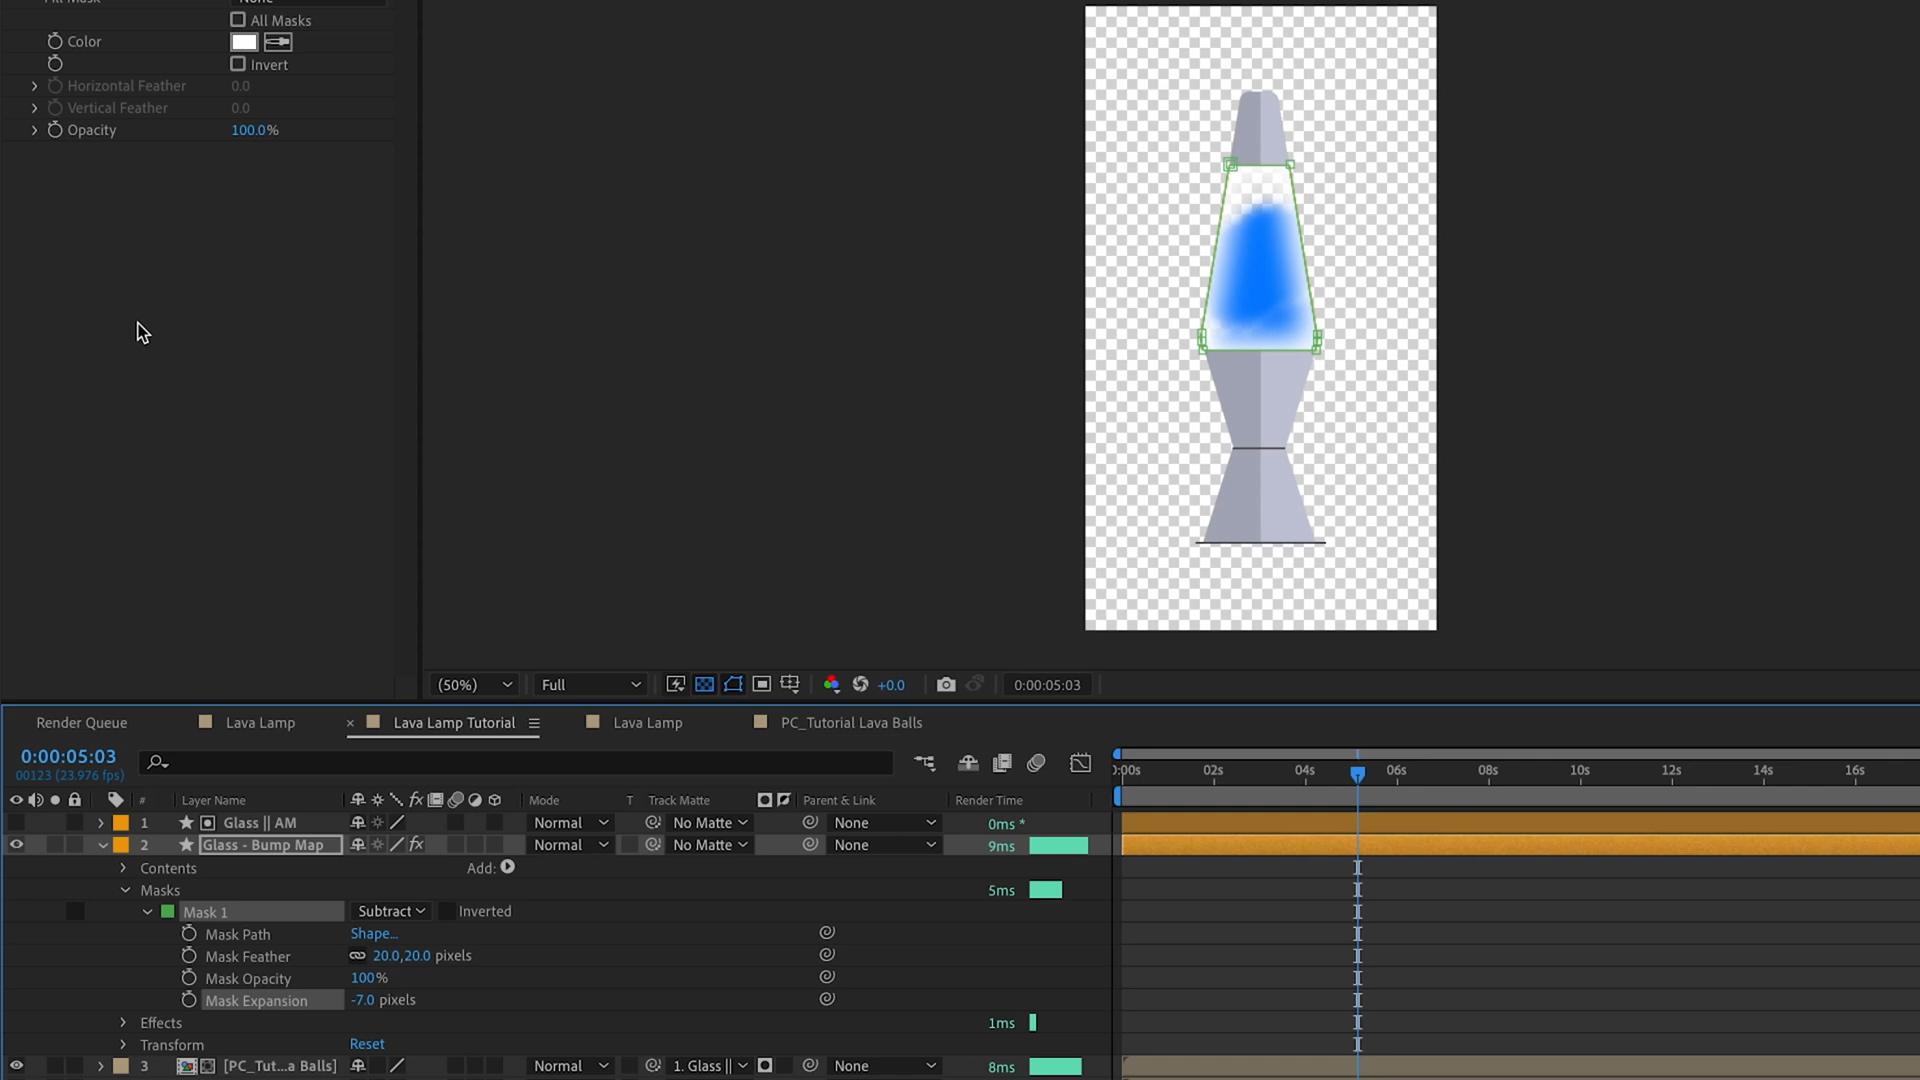 All Masks
Color
Invert
Horizontal Feather 0.0
Vertical Feather 0.0
Opacity 100.0%
(50%) Full +0.0 0:00:05:03
Render Queue Lava Lamp × Lava Lamp Tutorial Lava Lamp PC_Tutorial Lava Balls
0:00:05:03
00123 (23.976 fps)
:00s 02s 04s 06s 08s 10s 12s 14s 16s
# Layer Name fx Mode T Track Matte Parent & Link Render Time
1 Glass || AM Normal No Matte None 0ms *
2 Glass - Bump Map fx Normal No Matte None 9ms
Contents Add:
Masks 5ms
Mask 1 Subtract Inverted
Mask Path Shape...
Mask Feather 20.0,20.0 pixels
Mask Opacity 100%
Mask Expansion -7.0 pixels
Effects 1ms
Transform Reset
3 [PC_Tut...a Balls] Normal 1. Glass || None 8ms